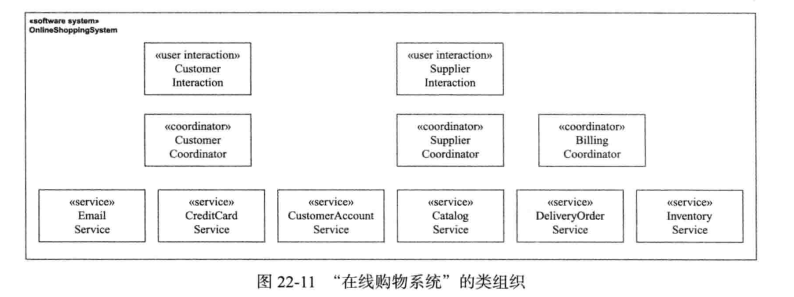 «software system»
OnlineShoppingSystem
«user interaction»
Customer
Interaction
«user interaction»
Supplier
Interaction
«coordinator»
Customer
Coordinator
«coordinator»
Supplier
Coordinator
«coordinator»
Billing
Coordinator
«service»
Email
Service
«service»
CreditCard
Service
«service»
CustomerAccount
Service
«service»
Catalog
Service
«service»
DeliveryOrder
Service
«service»
Inventory
Service
图 22-11 “在线购物系统”的类组织